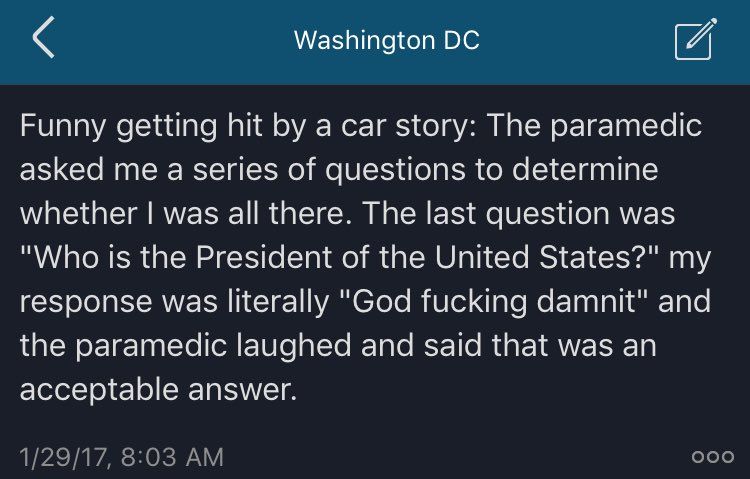 Washington DC
Funny getting hit by a car story: The paramedic
asked me a series of questions to determine
whether I was all there. The last question was
"Who is the President of the United States?" my
response was literally "God fucking damnit" and
the paramedic laughed and said that was an
acceptable answer.
1/29/17, 8:03 AM